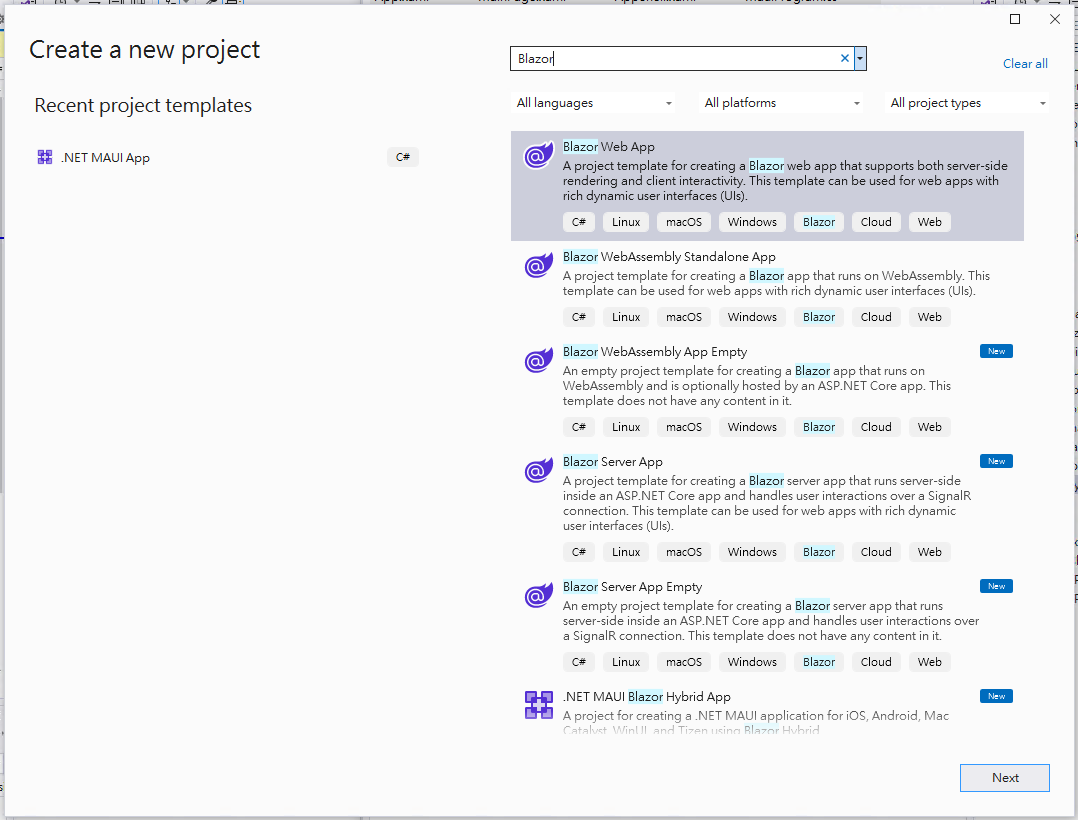 Create a new project
Blazor
Clear all
Recent project templates
All languages
All platforms
All project types
.NET MAUI App
C#
Blazor Web App
A project template for creating a Blazor web app that supports both server-side
rendering and client interactivity. This template can be used for web apps with
rich dynamic user interfaces (UIs).
C# Linux macOS Windows Blazor Cloud Web
Blazor WebAssembly Standalone App
A project template for creating a Blazor app that runs on WebAssembly. This
template can be used for web apps with rich dynamic user interfaces (UIs).
C# Linux macOS Windows Blazor Cloud Web
Blazor WebAssembly App Empty
New
An empty project template for creating a Blazor app that runs on
WebAssembly and is optionally hosted by an ASP.NET Core app. This
template does not have any content in it.
C# Linux macOS Windows Blazor Cloud Web
Blazor Server App
New
A project template for creating a Blazor server app that runs server-side
inside an ASP.NET Core app and handles user interactions over a SignalR
connection. This template can be used for web apps with rich dynamic
user interfaces (UIs).
C# Linux macOS Windows Blazor Cloud Web
Blazor Server App Empty
New
An empty project template for creating a Blazor server app that runs
server-side inside an ASP.NET Core app and handles user interactions over
a SignalR connection. This template does not have any content in it.
C# Linux macOS Windows Blazor Cloud Web
.NET MAUI Blazor Hybrid App
New
A project for creating a .NET MAUI application for iOS, Android, Mac
Catalyst, WinUI, and Tizen using Blazor Hybrid
Next